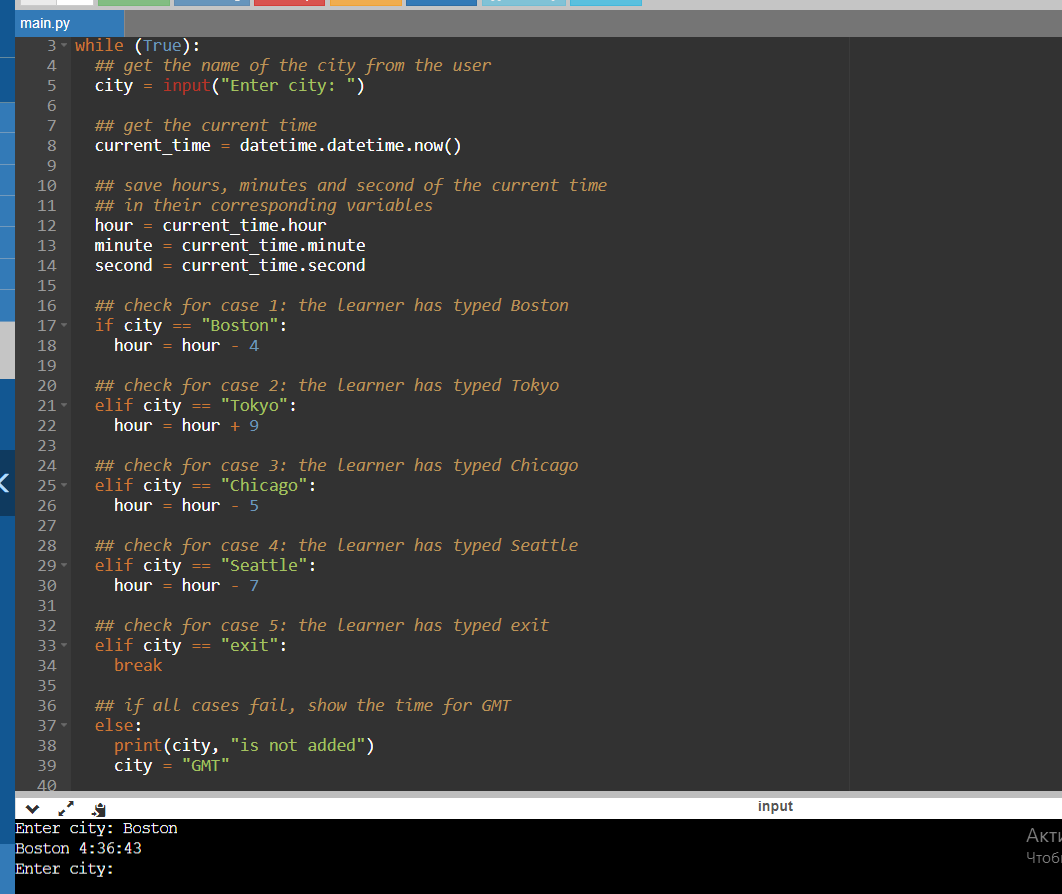 main.py
3 while (True):
4 ## get the name of the city from the user
5 city = input("Enter city: ")
6
7 ## get the current time
8 current_time = datetime.datetime.now()
9
10 ## save hours, minutes and second of the current time
11 ## in their corresponding variables
12 hour = current_time.hour
13 minute = current_time.minute
14 second = current_time.second
15
16 ## check for case 1: the learner has typed Boston
17 if city == "Boston":
18 hour = hour - 4
19
20 ## check for case 2: the learner has typed Tokyo
21 elif city == "Tokyo":
22 hour = hour + 9
23
24 ## check for case 3: the learner has typed Chicago
25 elif city == "Chicago":
26 hour = hour - 5
27
28 ## check for case 4: the learner has typed Seattle
29 elif city == "Seattle":
30 hour = hour - 7
31
32 ## check for case 5: the learner has typed exit
33 elif city == "exit":
34 break
35
36 ## if all cases fail, show the time for GMT
37 else:
38 print(city, "is not added")
39 city = "GMT"
40
input
Enter city: Boston
Boston 4:36:43
Enter city: